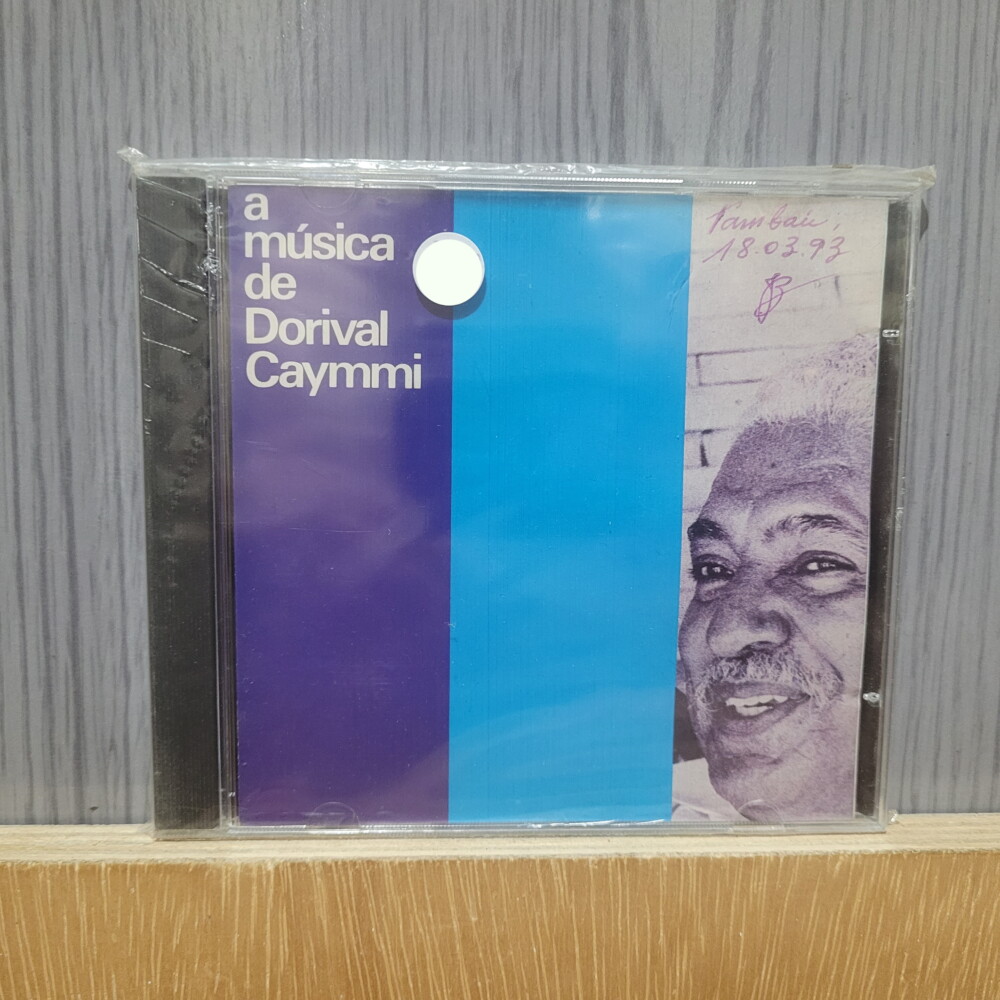 a
música
de
Dorival
Caymmi
Tambaú,
18.03.93